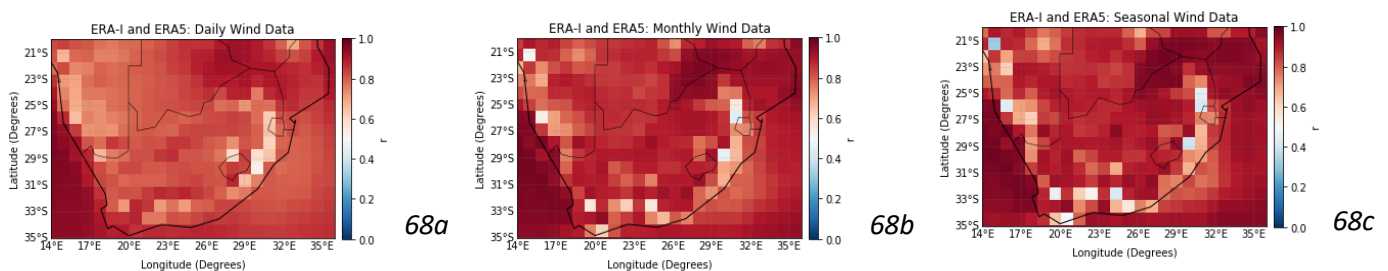 ERA-I and ERA5: Daily Wind Data
21°S
23°S
25°S
27°S
29°S
31°S
33°S
35°S
14°E 17°E 20°E 23°E 26°E 29°E 32°E 36°E
Latitude (Degrees)
Longitude (Degrees)
1.0
0.8
0.6
0.4
0.2
0.0
r
68a
ERA-I and ERA5: Monthly Wind Data
21°S
23°S
25°S
27°S
29°S
31°S
33°S
35°S
14°E 17°E 20°E 23°E 26°E 29°E 32°E 36°E
Latitude (Degrees)
Longitude (Degrees)
1.0
0.8
0.6
0.4
0.2
0.0
r
68b
ERA-I and ERA5: Seasonal Wind Data
21°S
23°S
25°S
27°S
29°S
31°S
33°S
35°S
14°E 17°E 20°E 23°E 26°E 29°E 32°E 36°E
Latitude (Degrees)
Longitude (Degrees)
1.0
0.8
0.6
0.4
0.2
0.0
r
68c